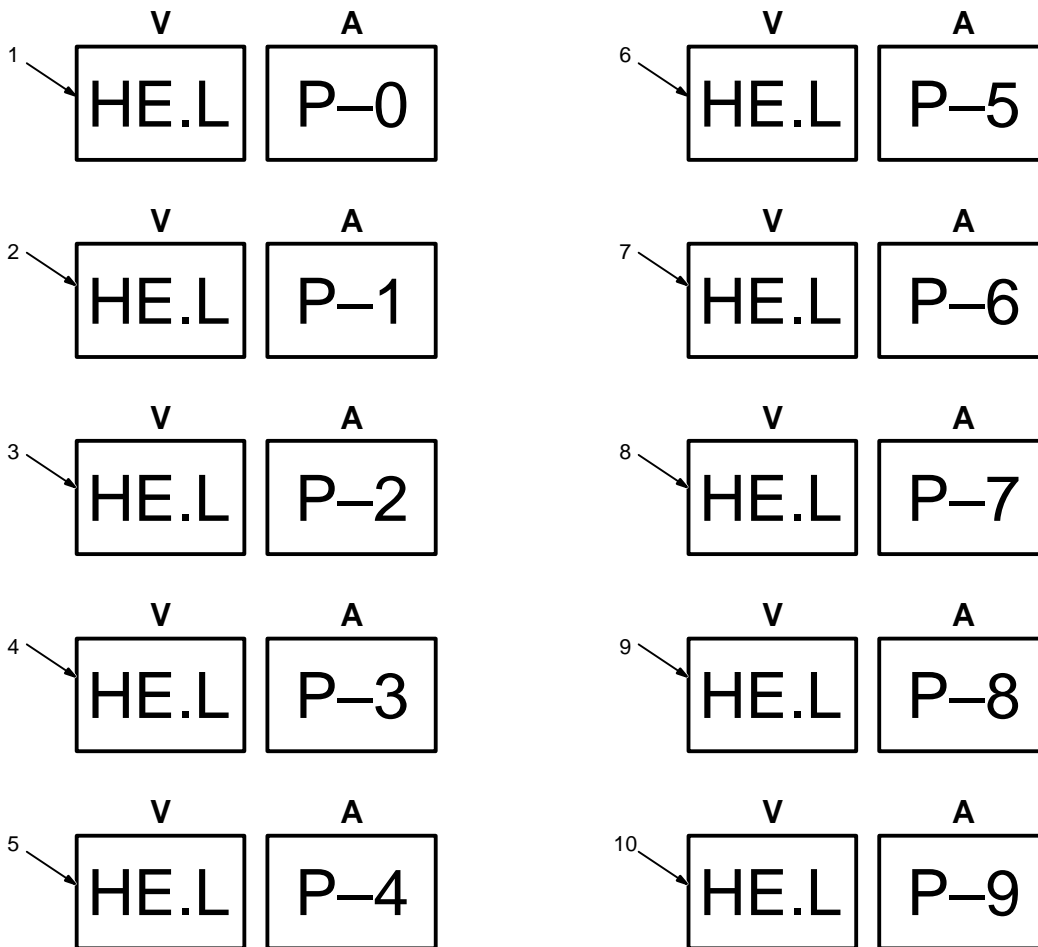 V A
1 HE.L P–0
V A
2 HE.L P–1
V A
3 HE.L P–2
V A
4 HE.L P–3
V A
5 HE.L P–4
V A
6 HE.L P–5
V A
7 HE.L P–6
V A
8 HE.L P–7
V A
9 HE.L P–8
V A
10 HE.L P–9